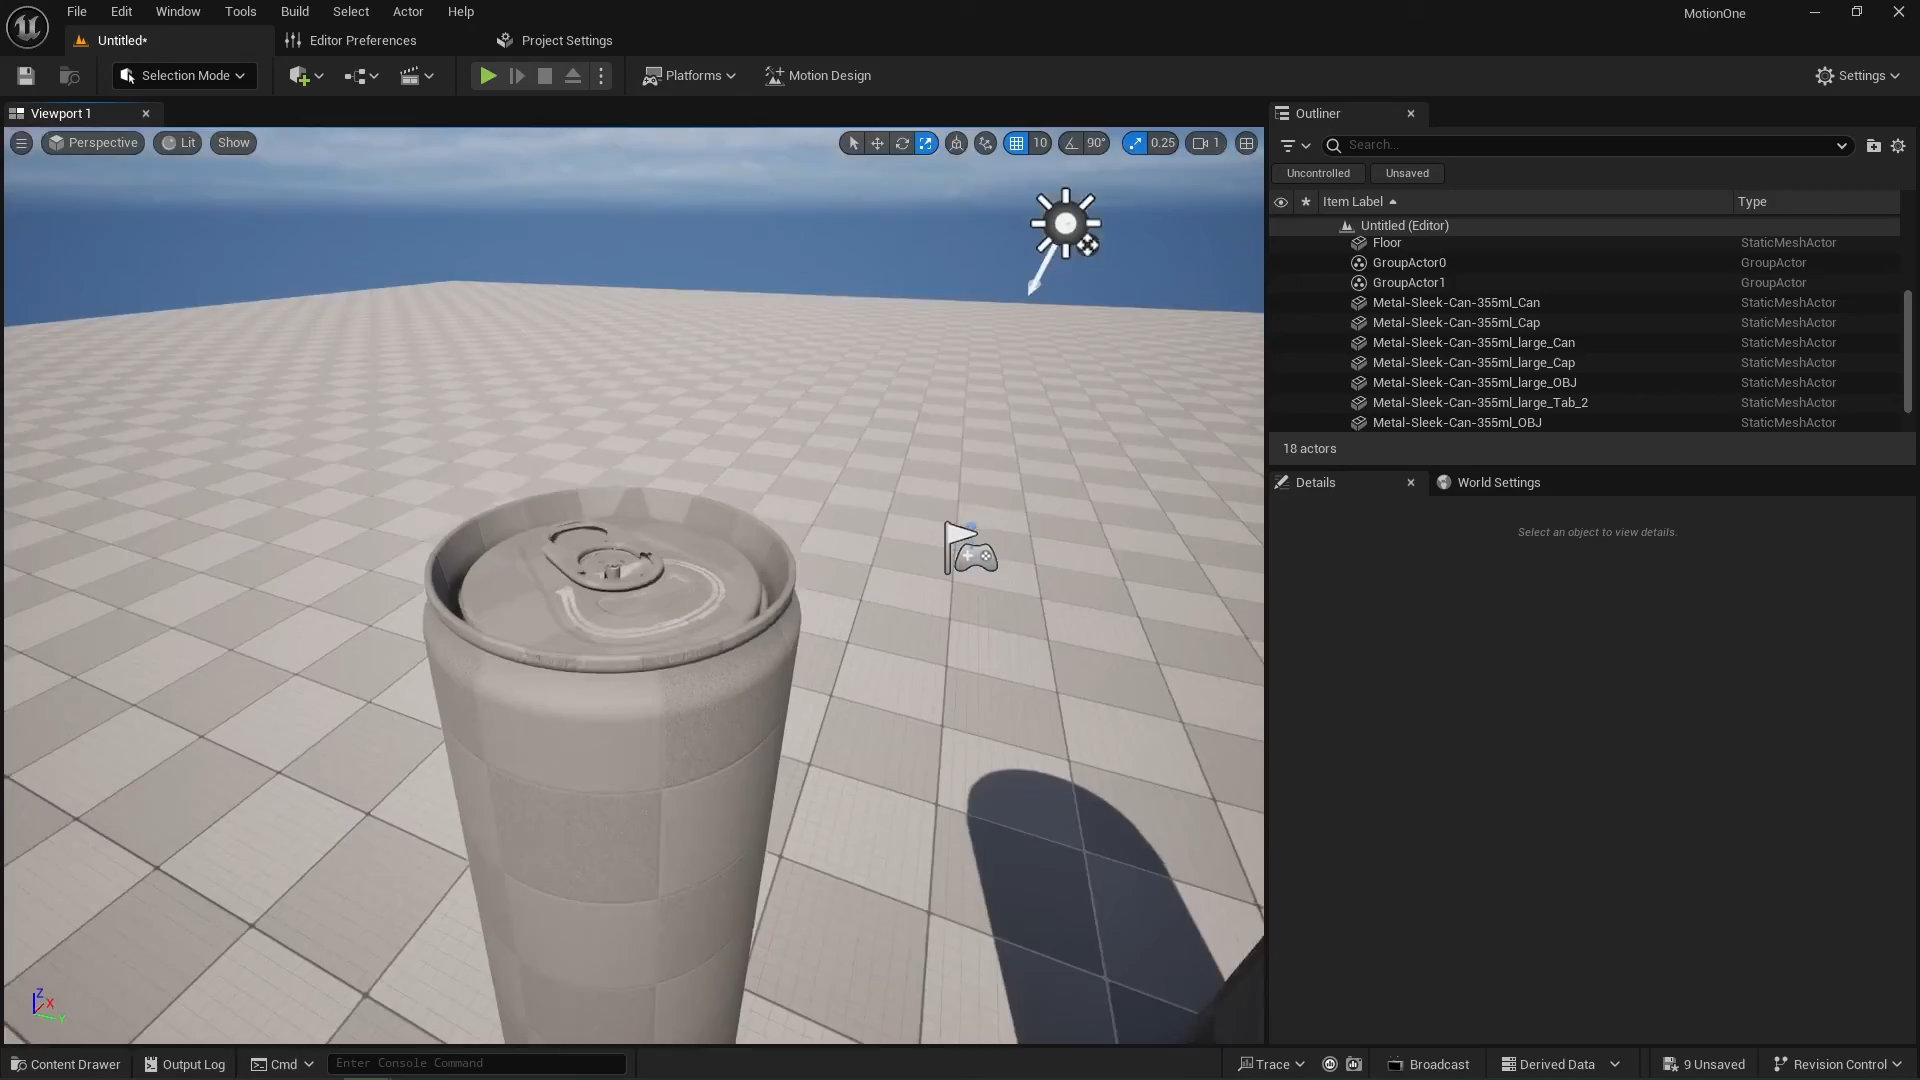 File Edit Window Tools Build Select Actor Help
MotionOne
Untitled*
Editor Preferences
Project Settings
Selection Mode
Platforms
Motion Design
Settings
Viewport 1
Perspective
Lit
Show
10
90°
0.25
1
Outliner
Search...
Uncontrolled
Unsaved
Item Label
Type
Untitled (Editor)
Floor StaticMeshActor
GroupActor0 GroupActor
GroupActor1 GroupActor
Metal-Sleek-Can-355ml_Can StaticMeshActor
Metal-Sleek-Can-355ml_Cap StaticMeshActor
Metal-Sleek-Can-355ml_large_Can StaticMeshActor
Metal-Sleek-Can-355ml_large_Cap StaticMeshActor
Metal-Sleek-Can-355ml_large_OBJ StaticMeshActor
Metal-Sleek-Can-355ml_large_Tab_2 StaticMeshActor
Metal-Sleek-Can-355ml_OBJ StaticMeshActor
18 actors
Details
World Settings
Select an object to view details.
Z
X
Y
Content Drawer
Output Log
Cmd
Enter Console Command
Trace
Broadcast
Derived Data
9 Unsaved
Revision Control